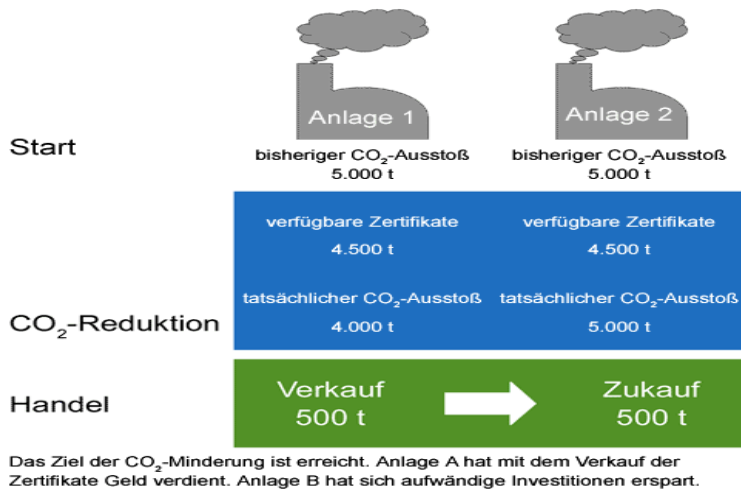 Anlage 1
Anlage 2
Start
bisheriger CO₂-Ausstoß
5.000 t
bisheriger CO₂-Ausstoß
5.000 t
verfügbare Zertifikate
4.500 t
verfügbare Zertifikate
4.500 t
CO₂-Reduktion
tatsächlicher CO₂-Ausstoß
4.000 t
tatsächlicher CO₂-Ausstoß
5.000 t
Handel
Verkauf
500 t
Zukauf
500 t
Das Ziel der CO₂-Minderung ist erreicht. Anlage A hat mit dem Verkauf der
Zertifikate Geld verdient. Anlage B hat sich aufwändige Investitionen erspart.